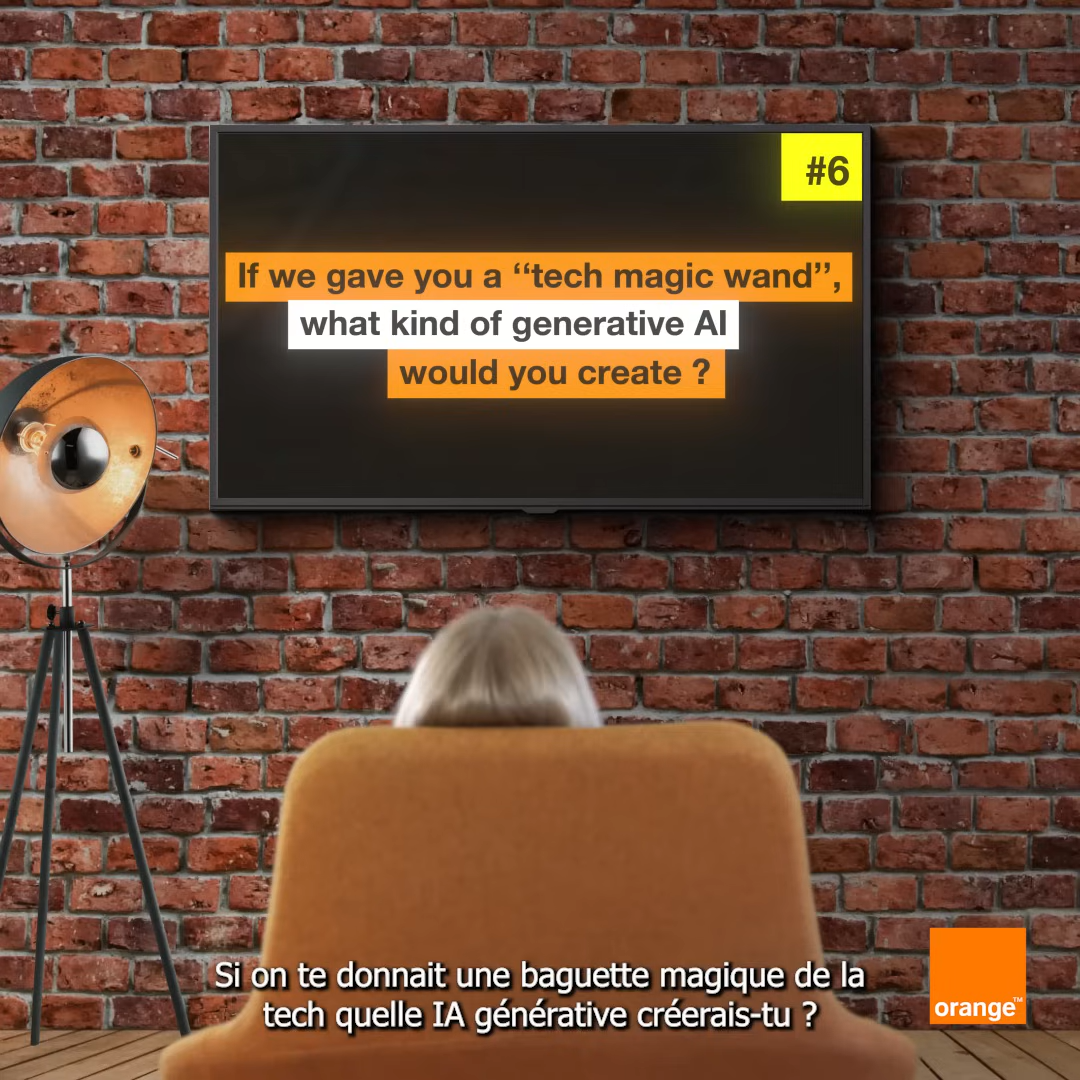 #6
If we gave you a “tech magic wand”,
what kind of generative AI
would you create ?
Si on te donnait une baguette magique de la
tech quelle IA générative créerais-tu ?
orange™